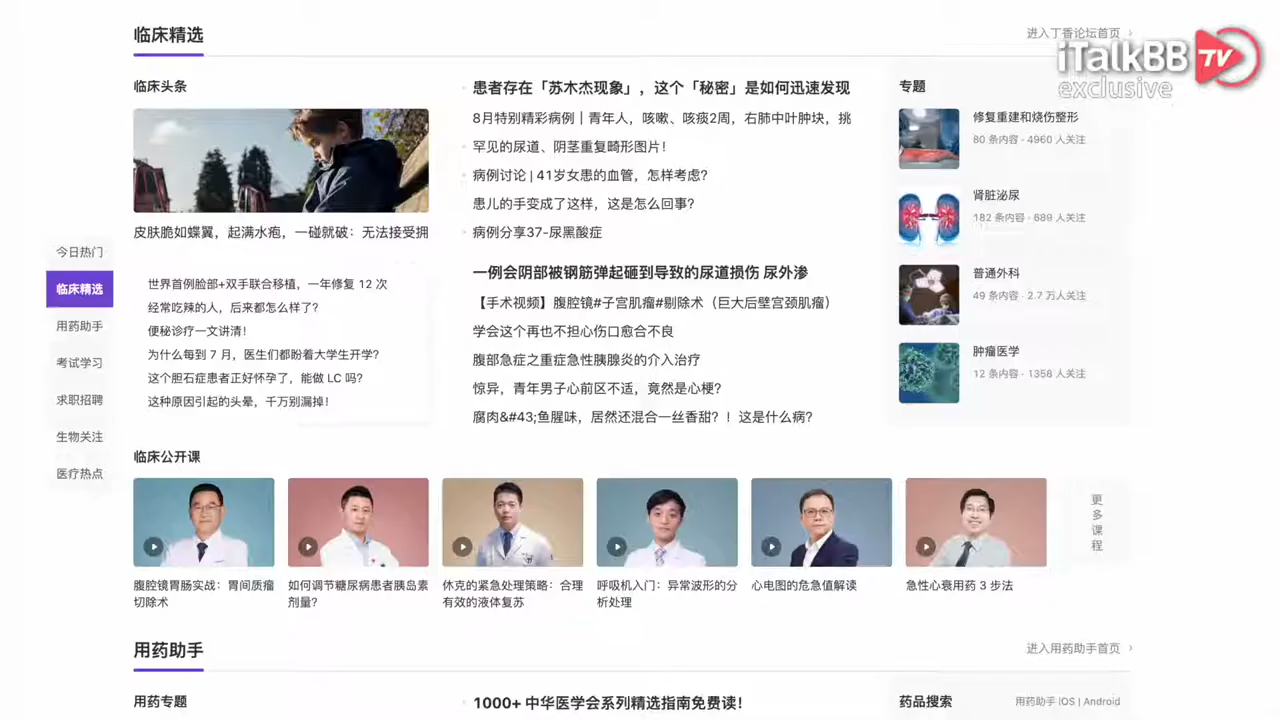 临床精选
进入丁香论坛首页
iTalkBB TV
exclusive
临床头条
皮肤脆如蝶翼，起满水疱，一碰就破：无法接受拥
世界首例脸部+双手联合移植，一年修复 12 次
经常吃辣的人，后来都怎么样了？
便秘诊疗一文讲清！
为什么每到 7 月，医生们都盼着大学生开学？
这个胆石症患者正好怀孕了，能做 LC 吗？
这种原因引起的头晕，千万别漏掉！
患者存在「苏木杰现象」，这个「秘密」是如何迅速发现
8月特别精彩病例｜青年人，咳嗽、咳痰2周，右肺中叶肿块，挑
罕见的尿道、阴茎重复畸形图片！
病例讨论 | 41岁女患的血管，怎样考虑？
患儿的手变成了这样，这是怎么回事？
病例分享37-尿黑酸症
一例会阴部被钢筋弹起砸到导致的尿道损伤 尿外渗
【手术视频】腹腔镜#子宫肌瘤#剔除术（巨大后壁宫颈肌瘤）
学会这个再也不担心伤口愈合不良
腹部急症之重症急性胰腺炎的介入治疗
惊异，青年男子心前区不适，竟然是心梗？
腐肉&#43;鱼腥味，居然还混合一丝香甜？！这是什么病？
专题
修复重建和烧伤整形
80 条内容 · 4960 人关注
肾脏泌尿
182 条内容 · 689 人关注
普通外科
49 条内容 · 2.7 万人关注
肿瘤医学
12 条内容 · 1356 人关注
今日热门
临床精选
用药助手
考试学习
求职招聘
生物关注
医疗热点
临床公开课
腹腔镜胃肠实战：胃间质瘤
切除术
如何调节糖尿病患者胰岛素
剂量？
休克的紧急处理策略：合理
有效的液体复苏
呼吸机入门：异常波形的分
析处理
心电图的危急值解读
急性心衰用药 3 步法
更多课程
用药助手
进入用药助手首页
用药专题
1000+ 中华医学会系列精选指南免费读！
药品搜索
用药助手 iOS | Android